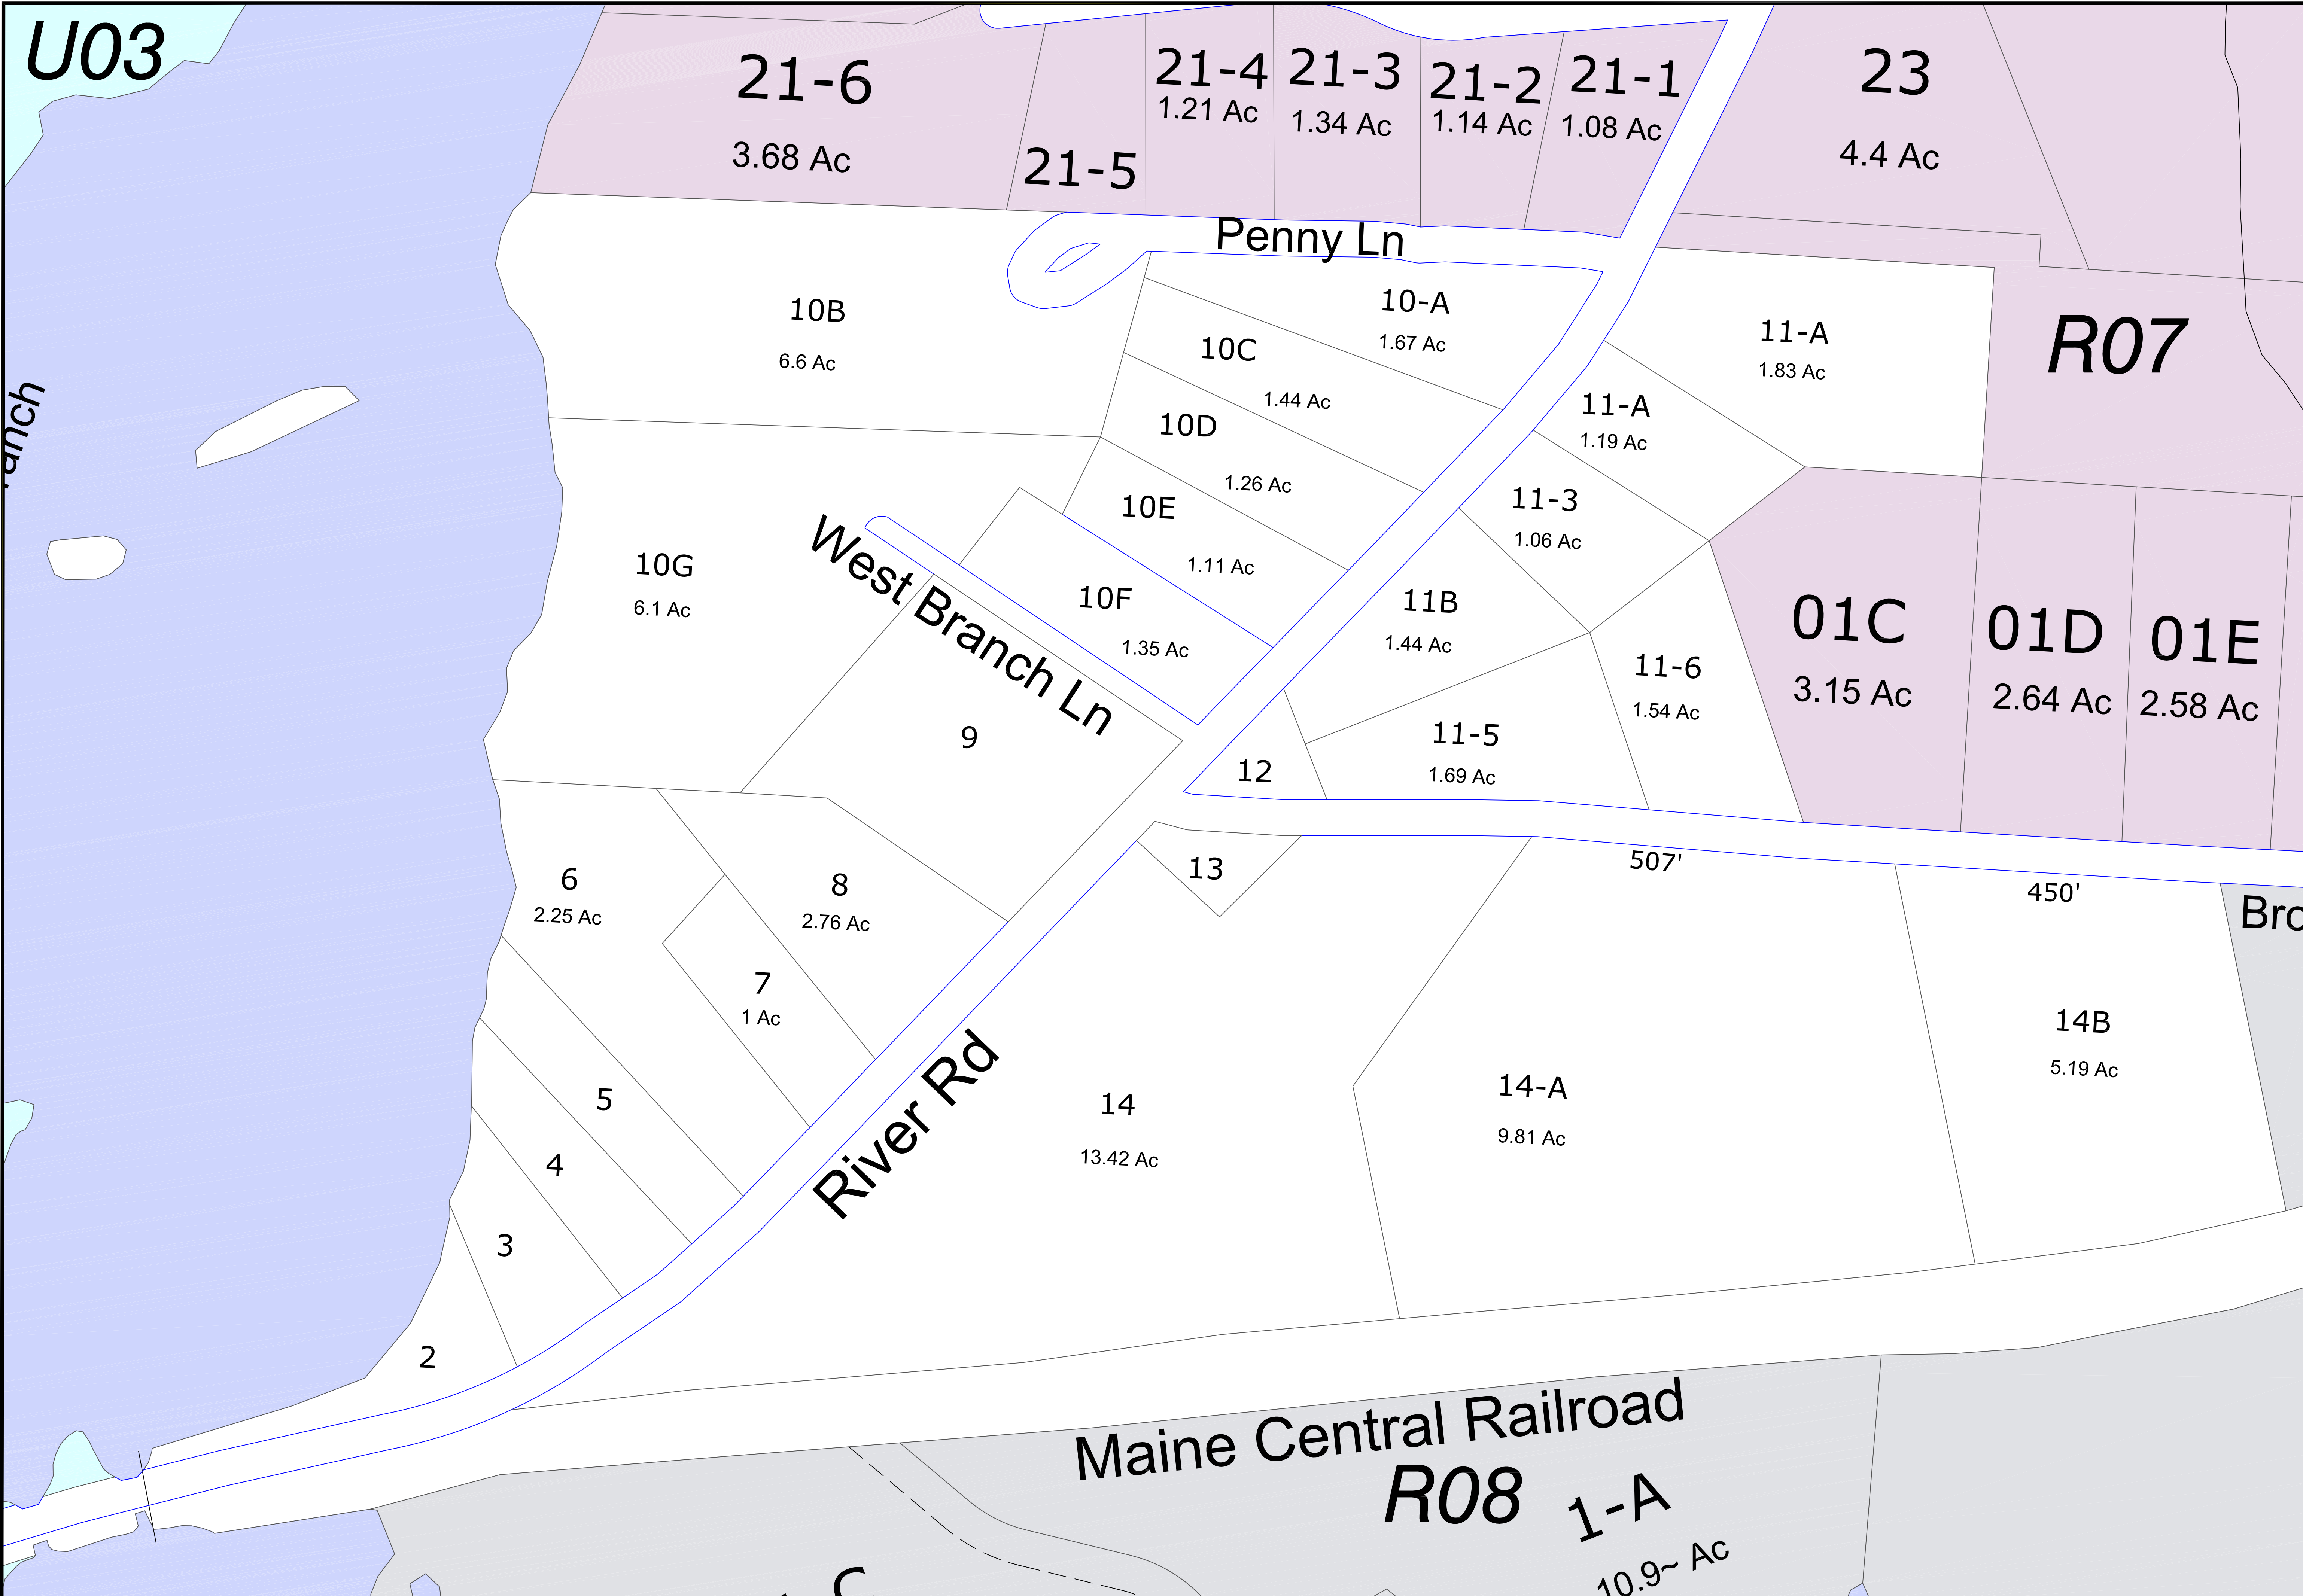 U03
21-6
3.68 Ac
21-5
21-4
1.21 Ac
21-3
1.34 Ac
21-2
1.14 Ac
21-1
1.08 Ac
23
4.4 Ac
Penny Ln
10B
6.6 Ac
10-A
1.67 Ac
10C
1.44 Ac
10D
1.26 Ac
10E
1.11 Ac
10F
1.35 Ac
11-A
1.83 Ac
R07
11-A
1.19 Ac
11-3
1.06 Ac
11B
1.44 Ac
11-6
1.54 Ac
11-5
1.69 Ac
01C
3.15 Ac
01D
2.64 Ac
01E
2.58 Ac
10G
6.1 Ac
West Branch Ln
9
12
13
6
2.25 Ac
8
2.76 Ac
7
1 Ac
5
4
3
2
River Rd
507'
450'
Bro
14
13.42 Ac
14-A
9.81 Ac
14B
5.19 Ac
Maine Central Railroad
R08
1-A
10.9~ Ac